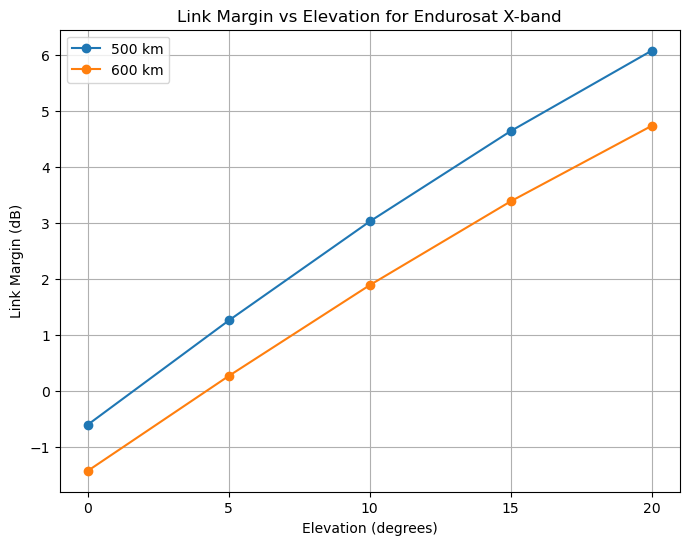 Link Margin vs Elevation for Endurosat X-band
500 km
600 km
6
5
4
3
2
1
0
−1
Link Margin (dB)
0 5 10 15 20
Elevation (degrees)